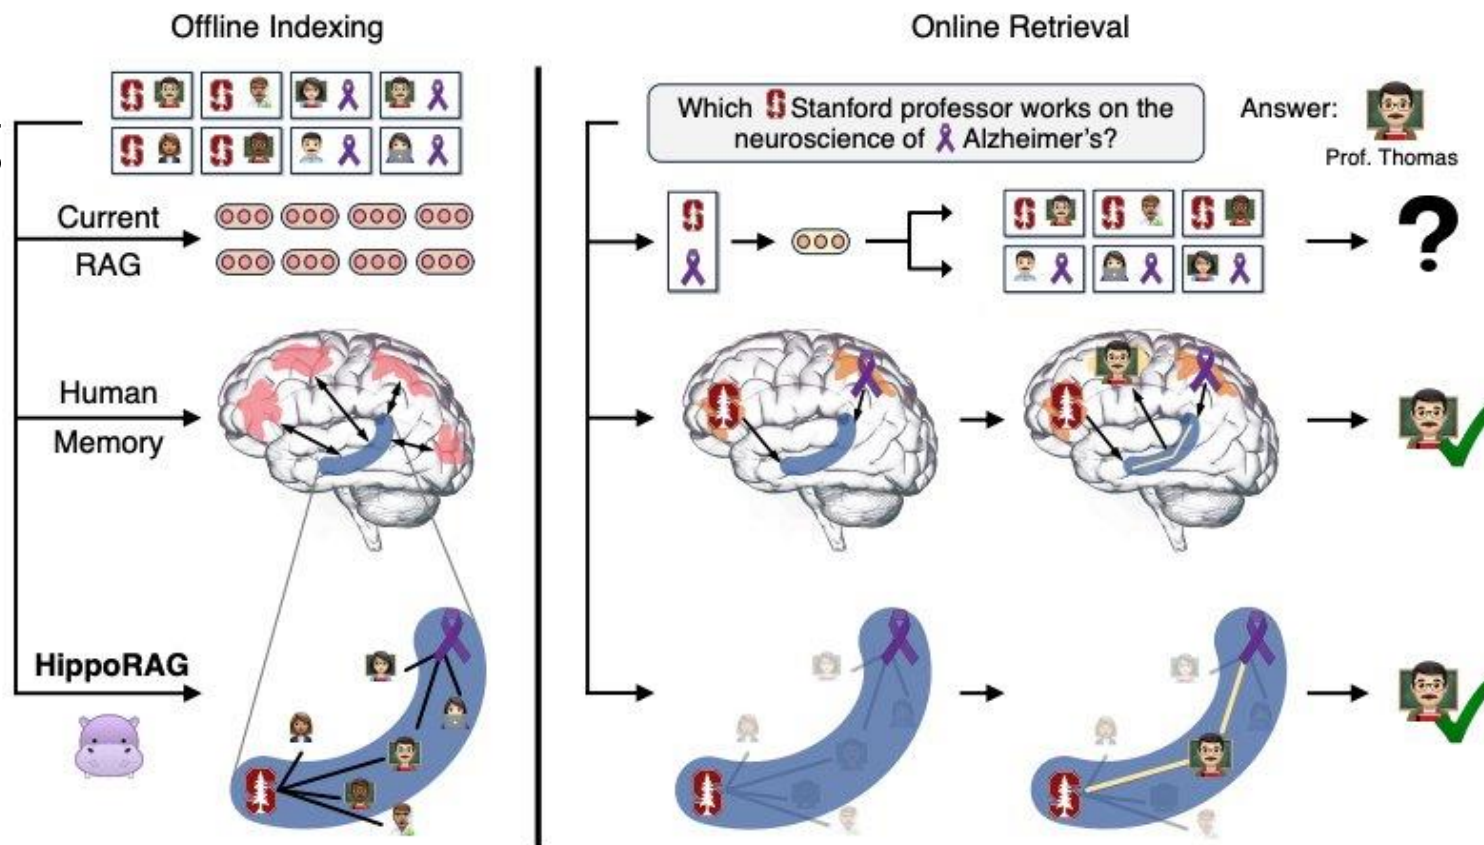 Offline Indexing
Online Retrieval
Which S Stanford professor works on the
neuroscience of Alzheimer's?
Answer:
Prof. Thomas
Current
RAG
?
Human
Memory
HippoRAG